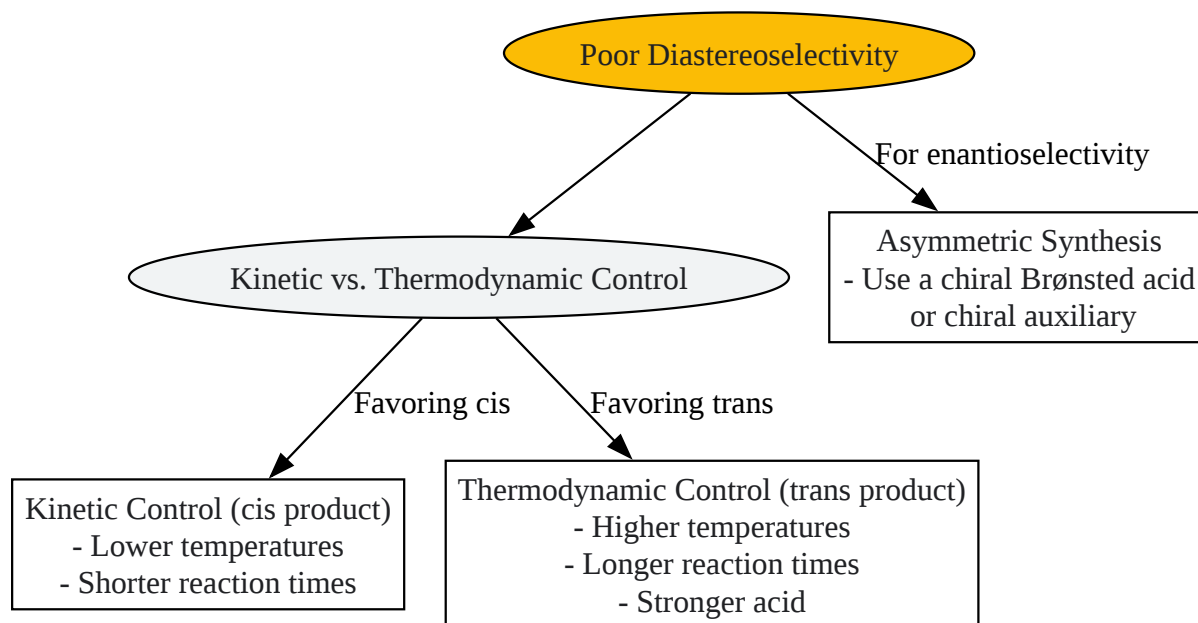 Poor Diastereoselectivity
For enantioselectivity
Asymmetric Synthesis
- Use a chiral Brønsted acid
or chiral auxiliary
Kinetic vs. Thermodynamic Control
Favoring cis
Favoring trans
Kinetic Control (cis product)
- Lower temperatures
- Shorter reaction times
Thermodynamic Control (trans product)
- Higher temperatures
- Longer reaction times
- Stronger acid